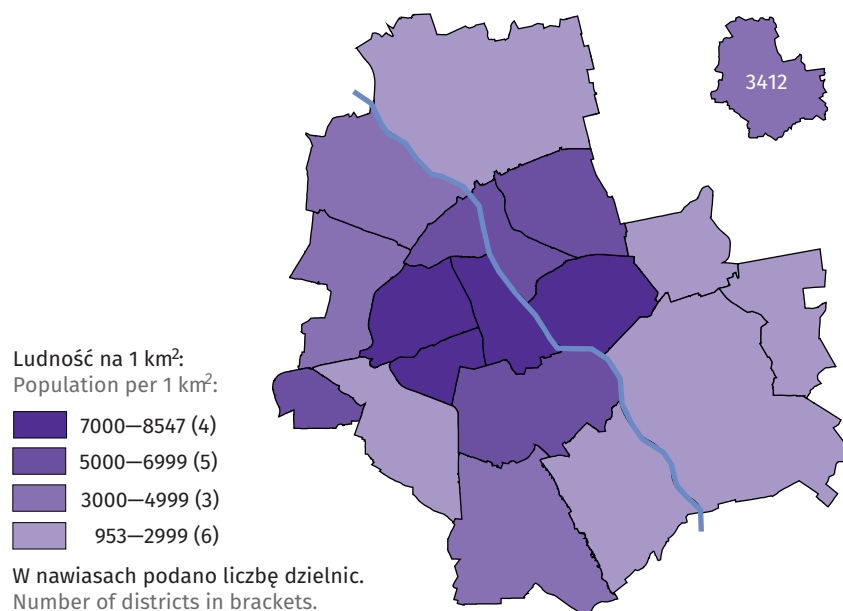 3412
Ludność na 1 km²:
Population per 1 km²:
7000—8547 (4)
5000—6999 (5)
3000—4999 (3)
953—2999 (6)
W nawiasach podano liczbę dzielnic.
Number of districts in brackets.